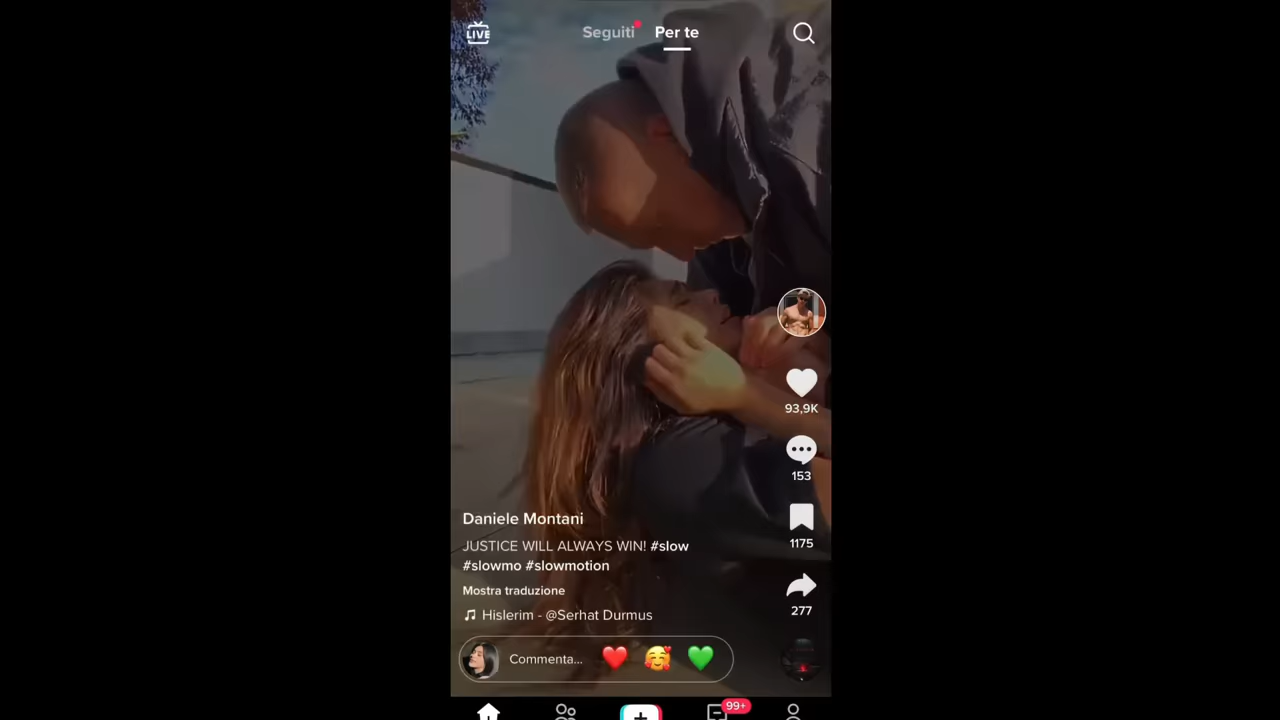 LIVE
Seguiti
Per te
93,9K
153
1175
277
Daniele Montani
JUSTICE WILL ALWAYS WIN! #slow
#slowmo #slowmotion
Mostra traduzione
Hislerim - @Serhat Durmus
Commenta...
99+